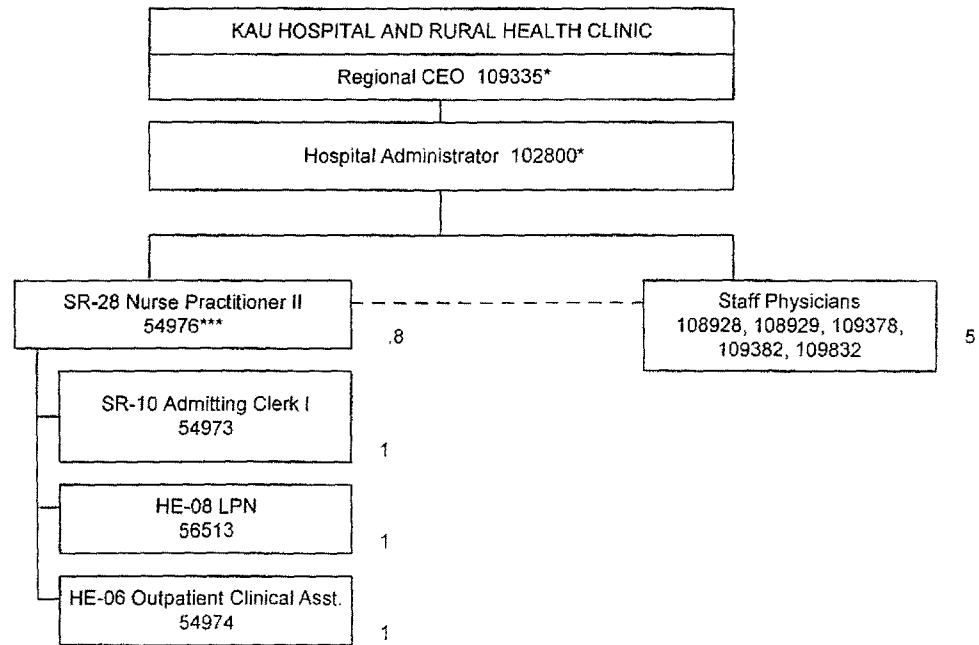 KAU HOSPITAL AND RURAL HEALTH CLINIC
Regional CEO 109335*
Hospital Administrator 102800*
SR-28 Nurse Practitioner II
54976***
.8
Staff Physicians
108928, 108929, 109378,
109382, 109832
5
SR-10 Admitting Clerk I
54973
1
HE-08 LPN
56513
1
HE-06 Outpatient Clinical Asst.
54974
1